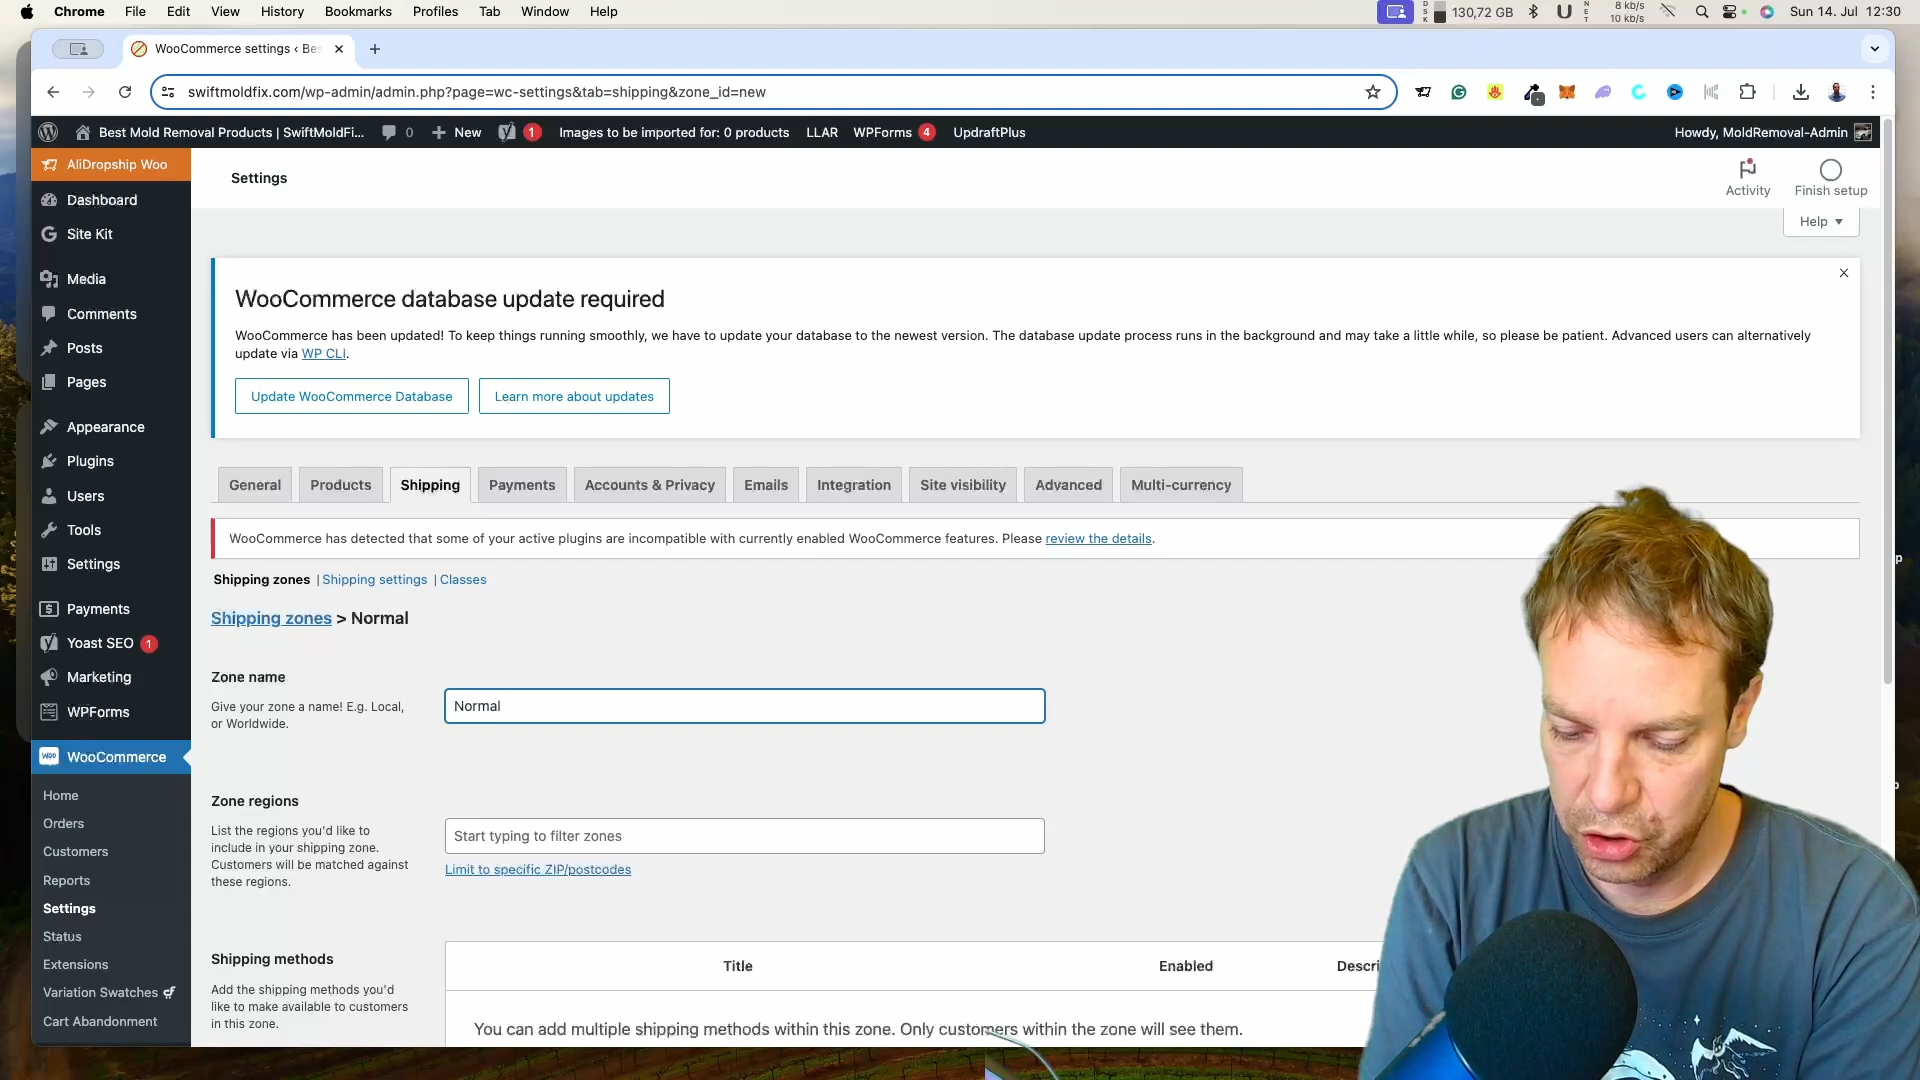 Chrome File Edit View History Bookmarks Profiles Tab Window Help
130,72 GB
8 kb/s
10 kb/s
Sun 14. Jul 12:30
WooCommerce settings ‹ Bes
swiftmoldfix.com/wp-admin/admin.php?page=wc-settings&tab=shipping&zone_id=new
Best Mold Removal Products | SwiftMoldFi... 0 New 1 Images to be imported for: 0 products LLAR WPForms 4 UpdraftPlus Howdy, MoldRemoval-Admin
AliDropship Woo
Dashboard
Site Kit
Media
Comments
Posts
Pages
Appearance
Plugins
Users
Tools
Settings
Payments
Yoast SEO 1
Marketing
WPForms
WooCommerce
Home
Orders
Customers
Reports
Settings
Status
Extensions
Variation Swatches
Cart Abandonment
Settings
Activity
Finish setup
Help
WooCommerce database update required
WooCommerce has been updated! To keep things running smoothly, we have to update your database to the newest version. The database update process runs in the background and may take a little while, so please be patient. Advanced users can alternatively
update via WP CLI.
Update WooCommerce Database Learn more about updates
General Products Shipping Payments Accounts & Privacy Emails Integration Site visibility Advanced Multi-currency
WooCommerce has detected that some of your active plugins are incompatible with currently enabled WooCommerce features. Please review the details.
Shipping zones | Shipping settings | Classes
Shipping zones > Normal
Zone name
Give your zone a name! E.g. Local,
or Worldwide.
Normal
Zone regions
List the regions you'd like to
include in your shipping zone.
Customers will be matched against
these regions.
Start typing to filter zones
Limit to specific ZIP/postcodes
Shipping methods
Add the shipping methods you'd
like to make available to customers
in this zone.
Title Enabled Descri
You can add multiple shipping methods within this zone. Only customers within the zone will see them.